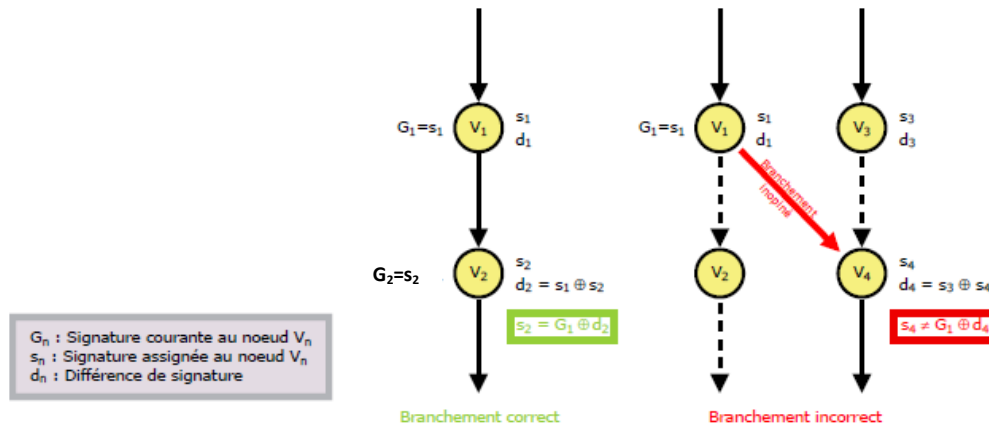 G₁=s₁
V₁
s₁
d₁
G₂=s₂
V₂
s₂
d₂ = s₁ ⊕ s₂
s₂ = G₁ ⊕ d₂
Branchement correct
G₁=s₁
V₁
s₁
d₁
Branchement
inopiné
V₃
s₃
d₃
V₂
V₄
s₄
d₄ = s₃ ⊕ s₄
s₄ ≠ G₁ ⊕ d₄
Branchement incorrect
Gₙ : Signature courante au noeud Vₙ
sₙ : Signature assignée au noeud Vₙ
dₙ : Différence de signature